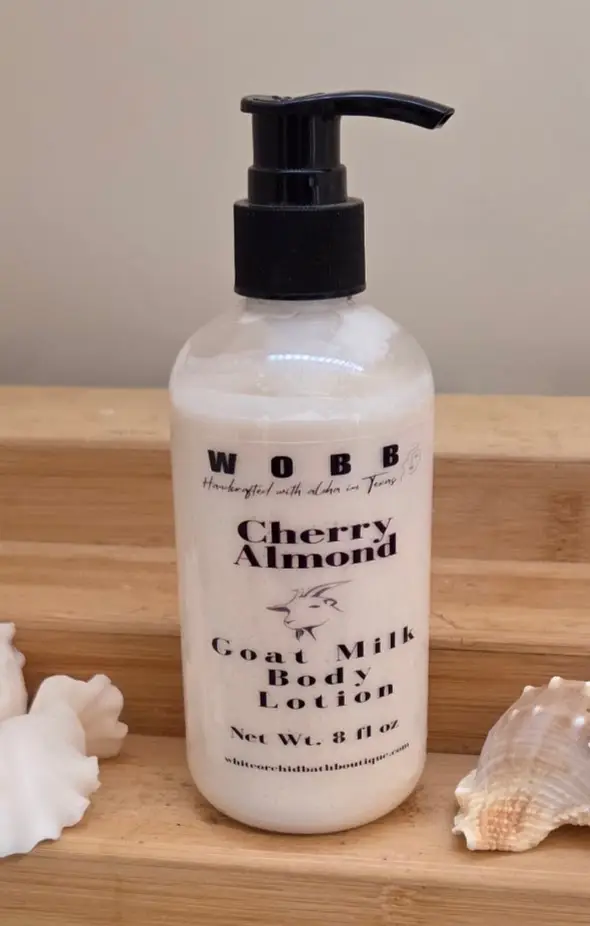 WOBB
Handcrafted with aloha in Texas
Cherry
Almond
Goat Milk
Body
Lotion
Net Wt. 8 fl oz
whiteorchidbathboutique.com